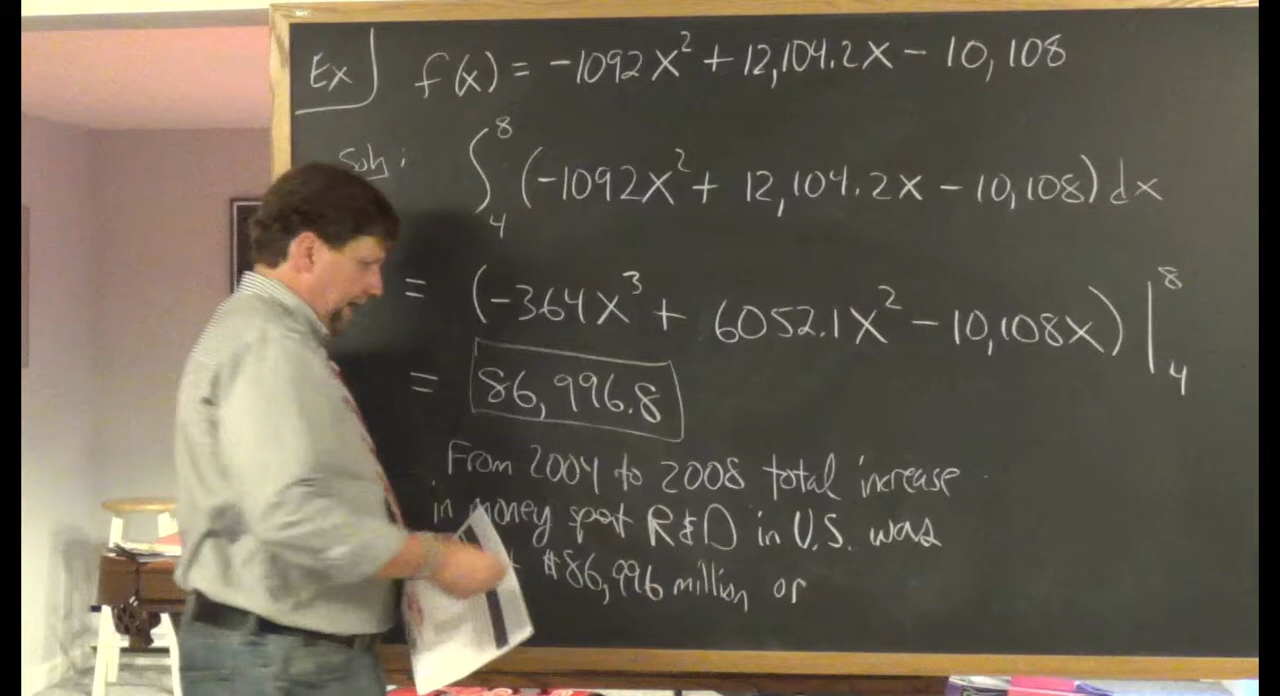 Ex f(x) = -1092x² + 12,104.2x - 10,108
Soln: ∫₄⁸ (-1092x² + 12,104.2x - 10,108) dx
= (-364x³ + 6052.1x² - 10,108x) |₄⁸
= 86,996.8
From 2004 to 2008 total increase
in money spent R&D in U.S. was
$86,996 million or